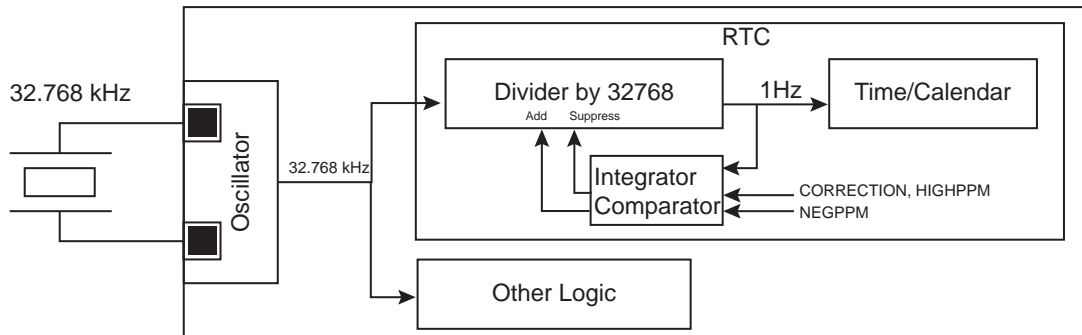 RTC
32.768 kHz
Divider by 32768
Add Suppress
1Hz
Time/Calendar
Oscillator
32.768 kHz
Integrator
Comparator
CORRECTION, HIGHPPM
NEGPPM
Other Logic